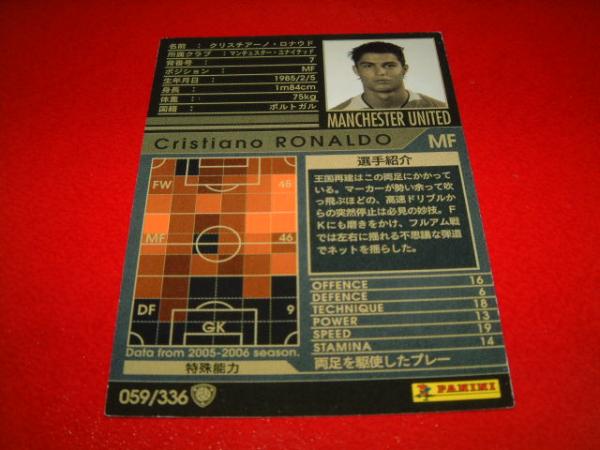 名前 : クリスチアーノ・ロナウド
所属クラブ : マンチェスター・ユナイテッド
背番号 : 7
ポジション : MF
生年月日 : 1985/2/5
身長 : 1m84cm
体重 : 75kg
国籍 : ポルトガル
MANCHESTER UNITED
Cristiano RONALDO MF
FW 45
MF 46
DF 9
GK
Data from 2005-2006 season.
選手紹介
王国再建はこの両足にかかって
いる。マーカーが勢い余って吹
っ飛ぶほどの、高速ドリブルか
らの突然停止は必見の妙技。F
Kにも磨きをかけ、フルアム戦
では左右に揺れる不思議な弾道
でネットを揺らした。
OFFENCE 16
DEFENCE 6
TECHNIQUE 18
POWER 13
SPEED 19
STAMINA 14
特殊能力
両足を駆使したプレー
059/336
PANINI